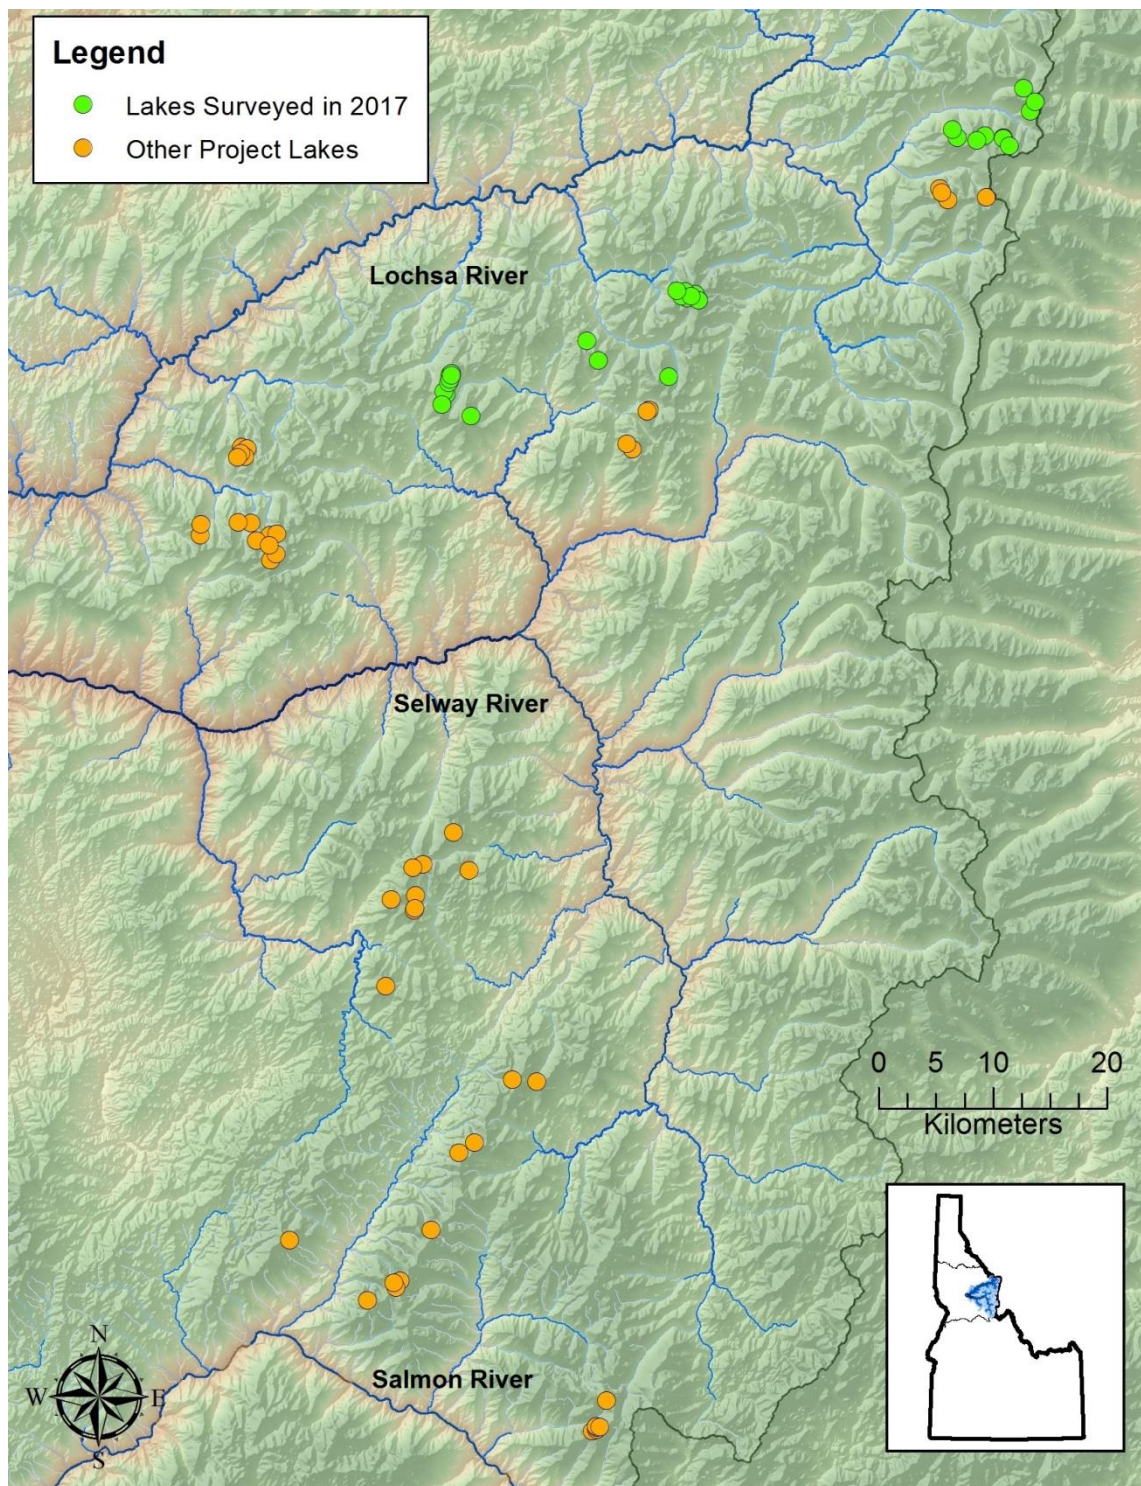 Legend
Lakes Surveyed in 2017
Other Project Lakes
Lochsa River
Selway River
0 5 10 20
Kilometers
N
W E
S
Salmon River